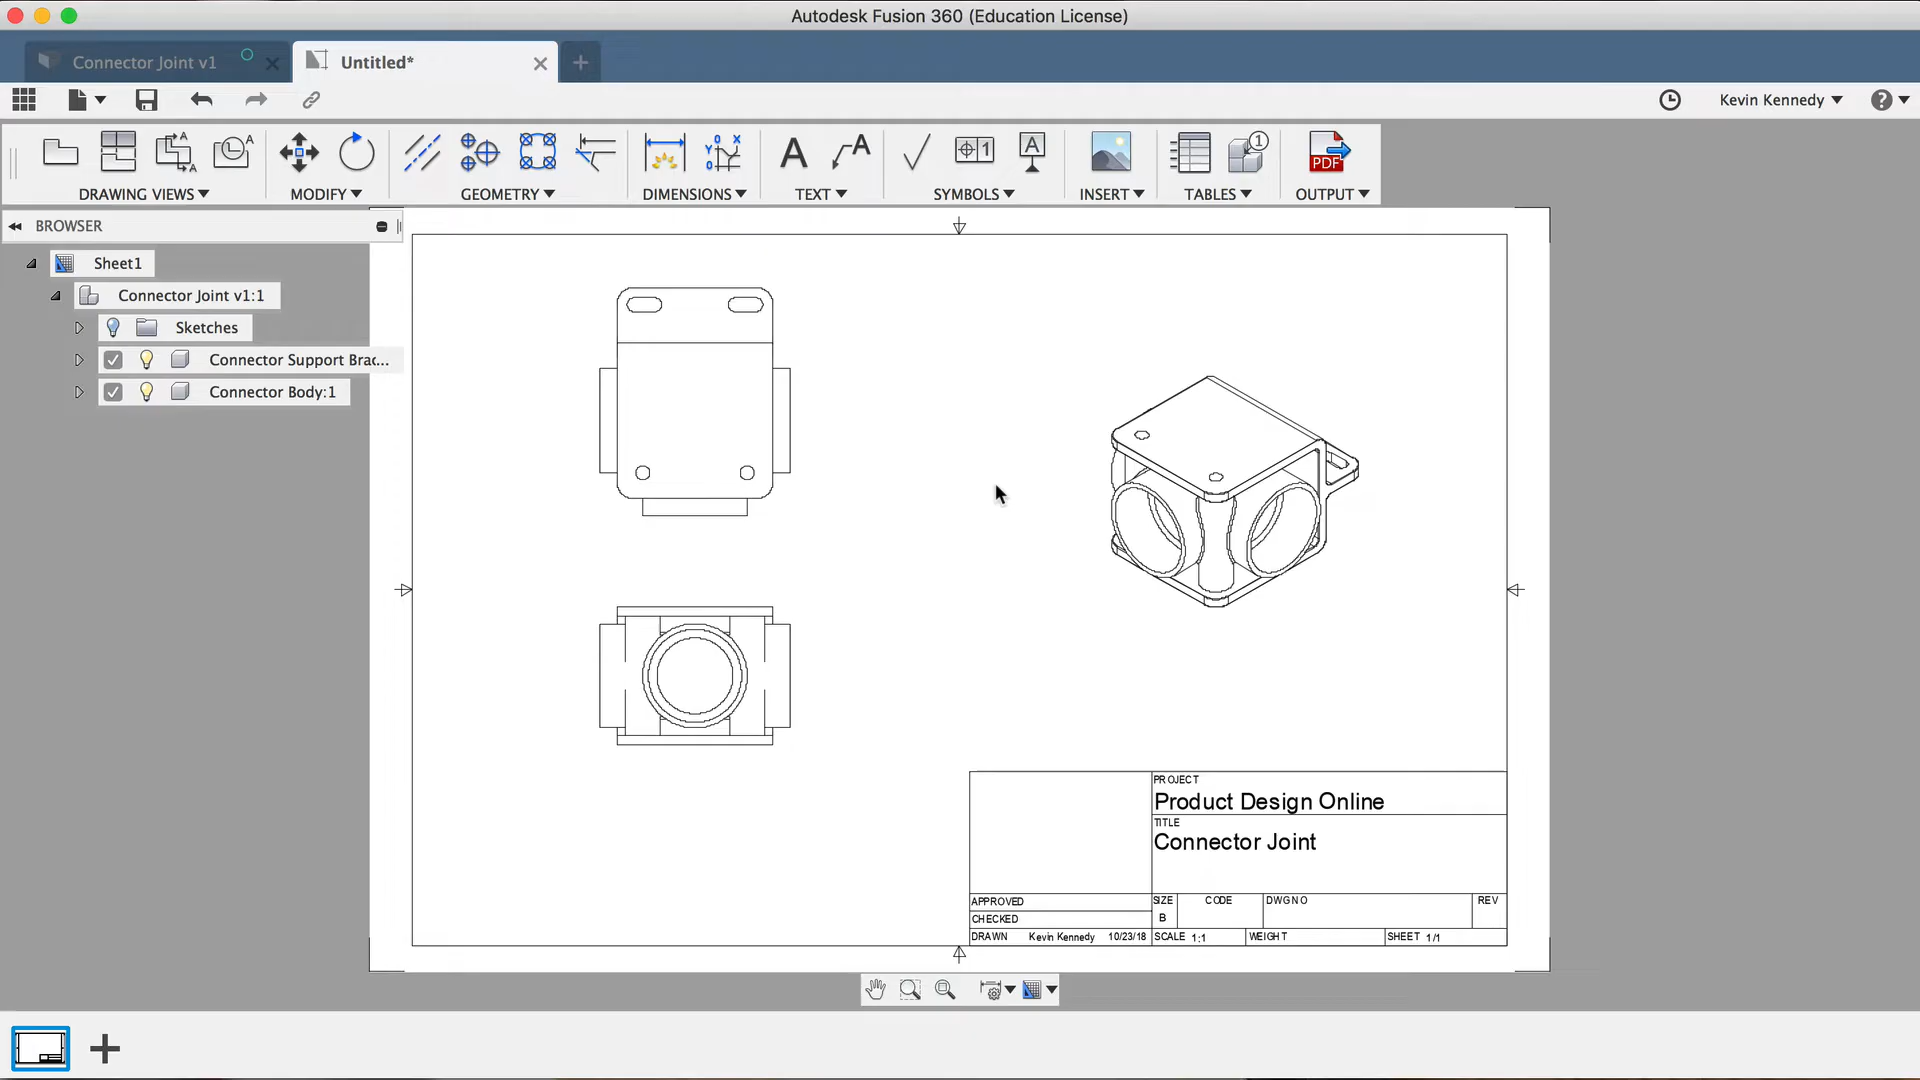 Autodesk Fusion 360 (Education License)
Connector Joint v1
Untitled*
Kevin Kennedy
DRAWING VIEWS
MODIFY
GEOMETRY
DIMENSIONS
TEXT
SYMBOLS
INSERT
TABLES
OUTPUT
BROWSER
Sheet1
Connector Joint v1:1
Sketches
Connector Support Brac...
Connector Body:1
PROJECT
Product Design Online
TITLE
Connector Joint
APPROVED
CHECKED
DRAWN Kevin Kennedy 10/23/18
SIZE
B
CODE
DWG NO
REV
SCALE 1:1
WEIGHT
SHEET 1/1